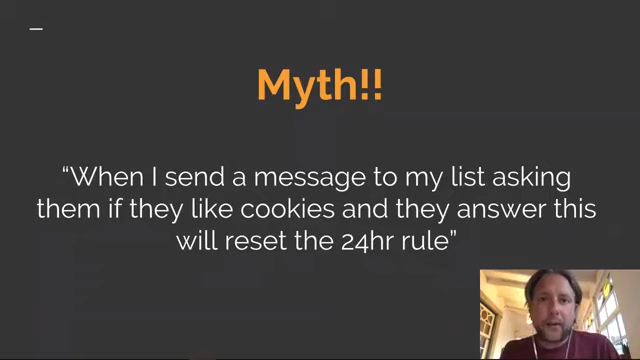 Myth!!
“When I send a message to my list asking
them if they like cookies and they answer this
will reset the 24hr rule”